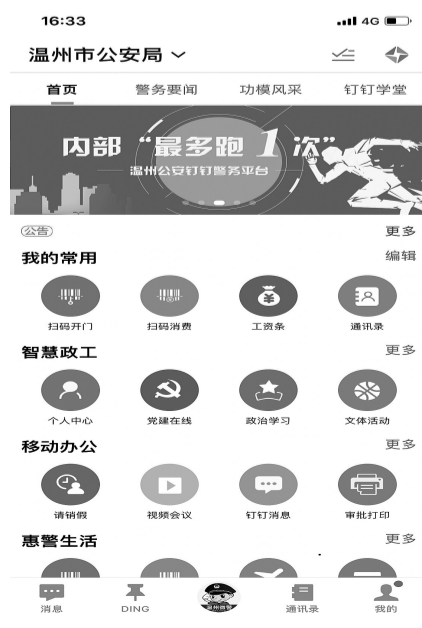 16:33 4G
温州市公安局
首页 警务要闻 功模风采 钉钉学堂
内部“最多跑1次”
温州公安钉钉警务平台
公告 更多
我的常用 编辑
扫码开门 扫码消费 工资条 通讯录
智慧政工 更多
个人中心 党建在线 政治学习 文体活动
移动办公 更多
请销假 视频会议 钉钉消息 审批打印
惠警生活 更多
消息 DING 温州微警 通讯录 我的